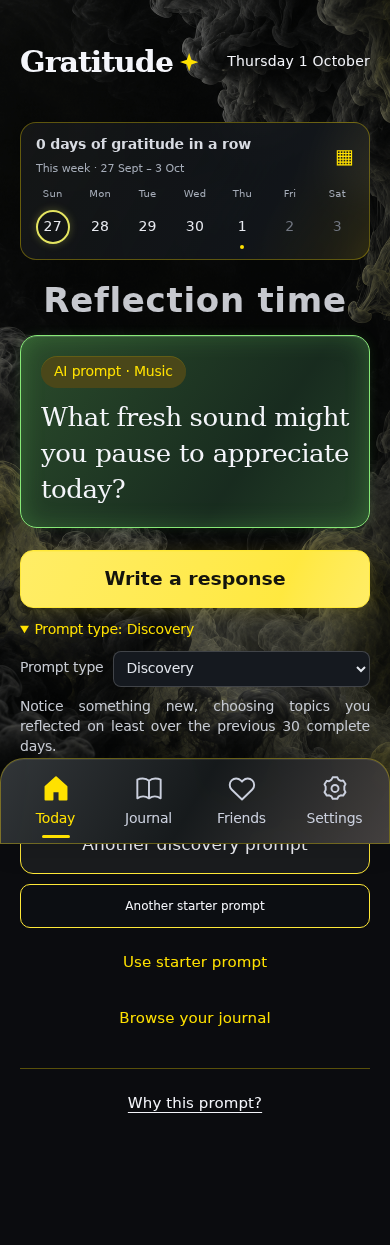 Gratitude
Thursday 1 October
0 days of gratitude in a row
This week · 27 Sept – 3 Oct
Sun Mon Tue Wed Thu Fri Sat
27 28 29 30 1 2 3
Reflection time
AI prompt · Music
What fresh sound might
you pause to appreciate
today?
Write a response
▼ Prompt type: Discovery
Prompt type
Discovery
Notice something new, choosing topics you
reflected on least over the previous 30 complete
days.
Today Journal Friends Settings
Another discovery prompt
Another starter prompt
Use starter prompt
Browse your journal
Why this prompt?